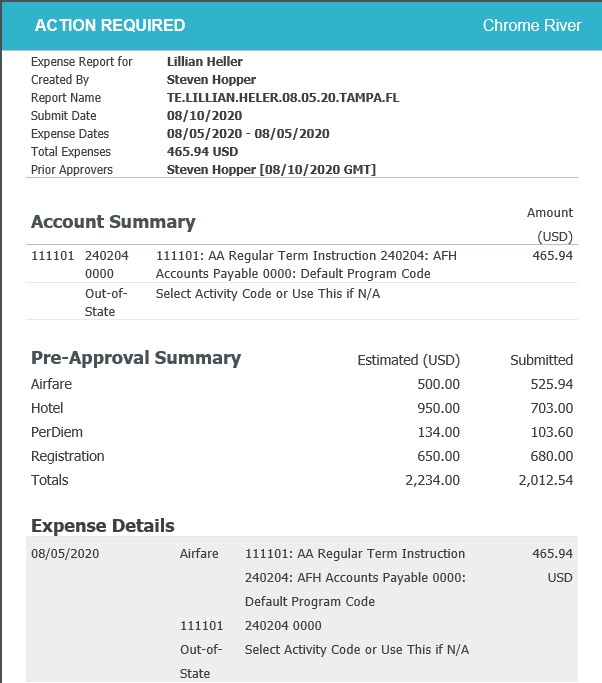 ACTION REQUIRED Chrome River
Expense Report for Lillian Heller
Created By Steven Hopper
Report Name TE.LILLIAN.HELER.08.05.20.TAMPA.FL
Submit Date 08/10/2020
Expense Dates 08/05/2020 - 08/05/2020
Total Expenses 465.94 USD
Prior Approvers Steven Hopper [08/10/2020 GMT]
Account Summary Amount (USD)
111101 240204 111101: AA Regular Term Instruction 240204: AFH 465.94
0000 Accounts Payable 0000: Default Program Code
Out-of- Select Activity Code or Use This if N/A
State
Pre-Approval Summary Estimated (USD) Submitted
Airfare 500.00 525.94
Hotel 950.00 703.00
PerDiem 134.00 103.60
Registration 650.00 680.00
Totals 2,234.00 2,012.54
Expense Details
08/05/2020 Airfare 111101: AA Regular Term Instruction 465.94
240204: AFH Accounts Payable 0000: USD
Default Program Code
111101 240204 0000
Out-of- Select Activity Code or Use This if N/A
State